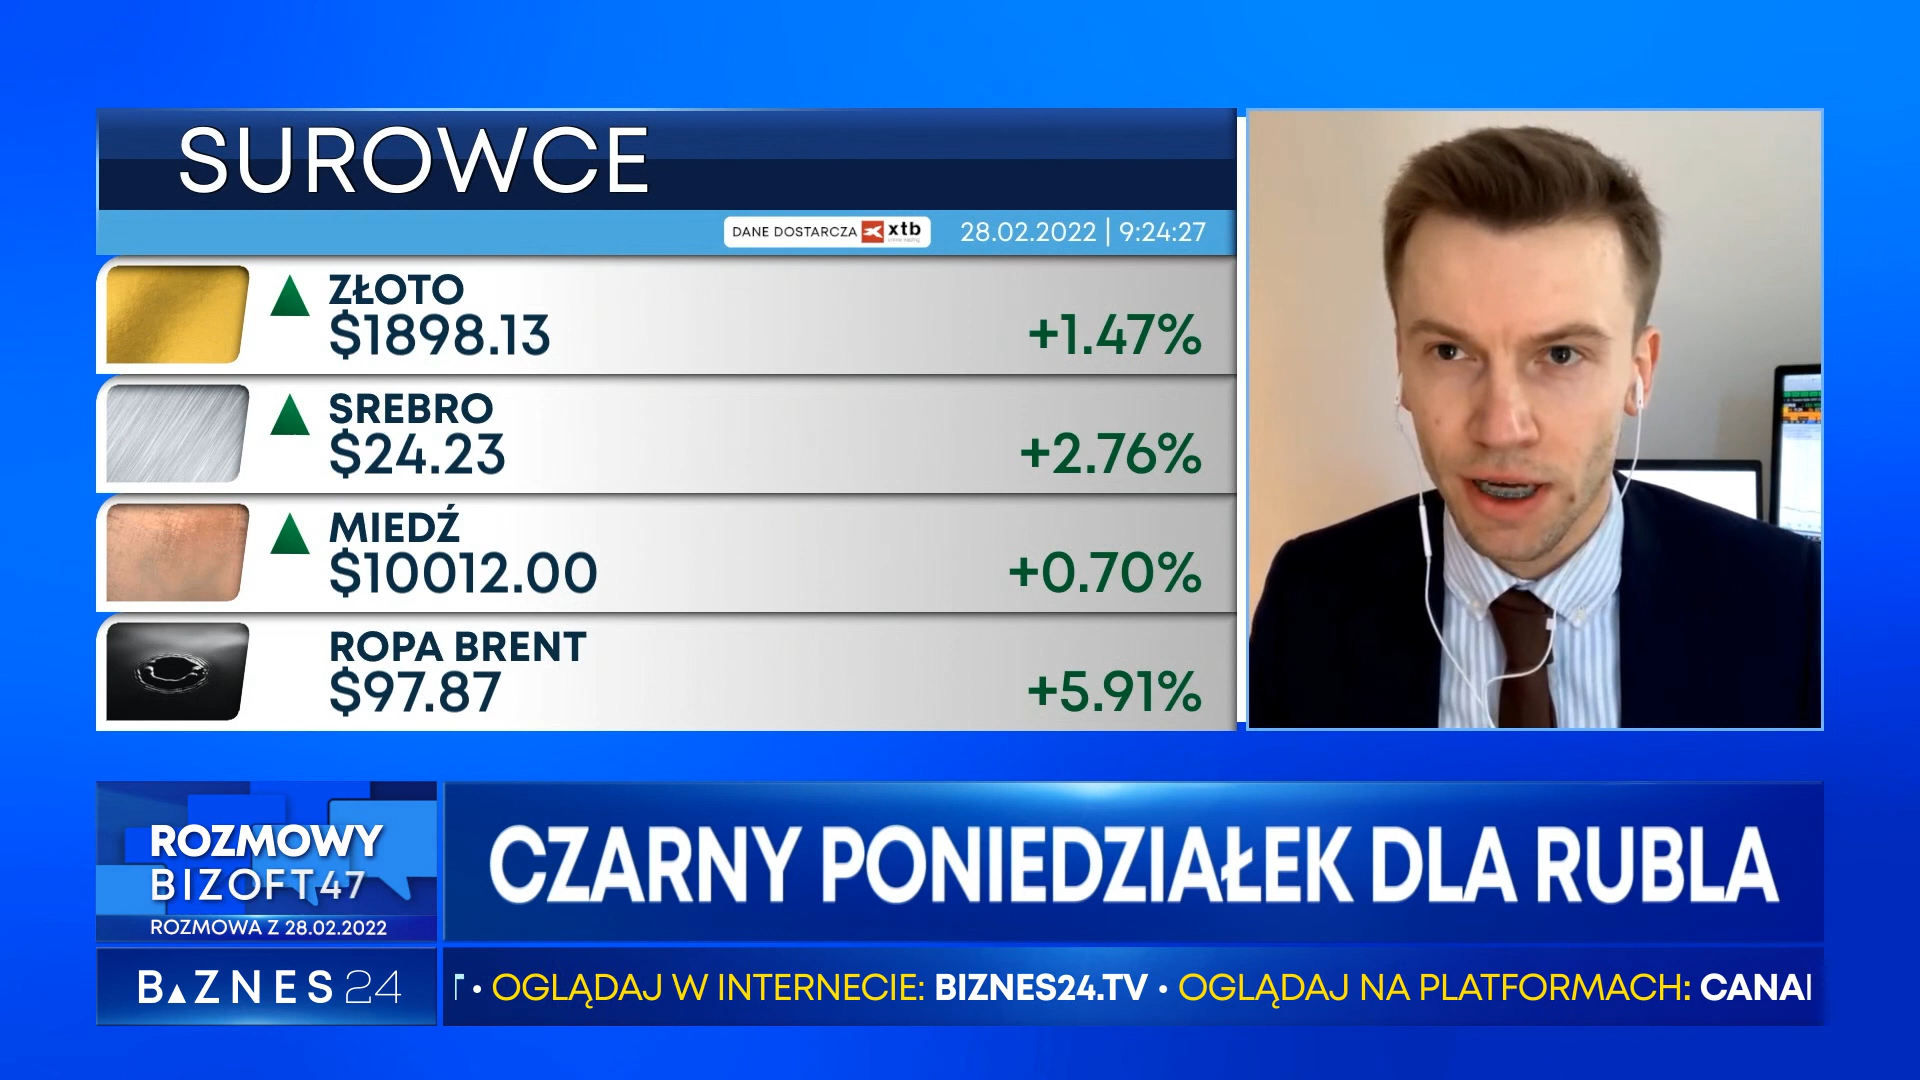 SUROWCE
DANE DOSTARCZA xtb 28.02.2022 | 9:24:27
ZŁOTO
$1898.13 +1.47%
SREBRO
$24.23 +2.76%
MIEDŹ
$10012.00 +0.70%
ROPA BRENT
$97.87 +5.91%
ROZMOWY
BIZOFT47
ROZMOWA Z 28.02.2022
CZARNY PONIEDZIAŁEK DLA RUBLA
BIZNES24
• OGLĄDAJ W INTERNECIE: BIZNES24.TV • OGLĄDAJ NA PLATFORMACH: CANA